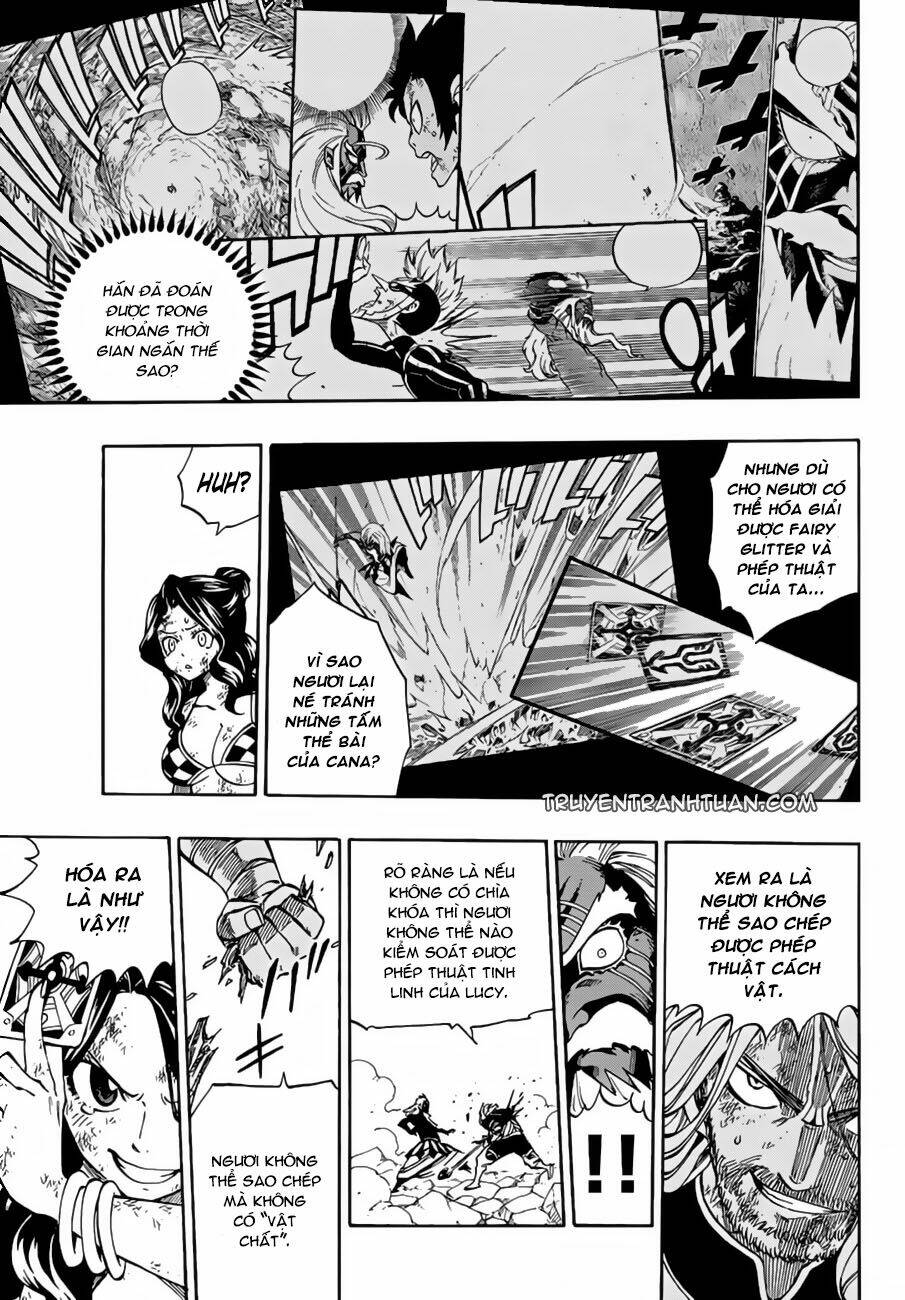 HẮN ĐÃ ĐOÁN
ĐƯỢC TRONG
KHOẢNG THỜI
GIAN NGẮN THẾ
SAO?
NHƯNG DÙ
CHO NGƯƠI CÓ
THỂ HÓA GIẢI
ĐƯỢC FAIRY
GLITTER VÀ
PHÉP THUẬT
CỦA TA...
VÌ SAO
NGƯƠI LẠI
NÉ TRÁNH
NHỮNG TẤM
THẺ BÀI
CỦA CANA?
HUH?
TRUYENTRANHTUAN.COM
XEM RA LÀ
NGƯƠI KHÔNG
THỂ SAO CHÉP
ĐƯỢC PHÉP
THUẬT CÁCH
VẬT.
!!
RÕ RÀNG LÀ NẾU
KHÔNG CÓ CHÌA
KHÓA THÌ NGƯƠI
KHÔNG THỂ NÀO
KIỂM SOÁT ĐƯỢC
PHÉP THUẬT TINH
LINH CỦA LUCY.
NGƯƠI KHÔNG
THỂ SAO CHÉP
MÀ KHÔNG
CÓ “VẬT
CHẤT”.
HÓA RA
LÀ NHƯ
VẬY!!